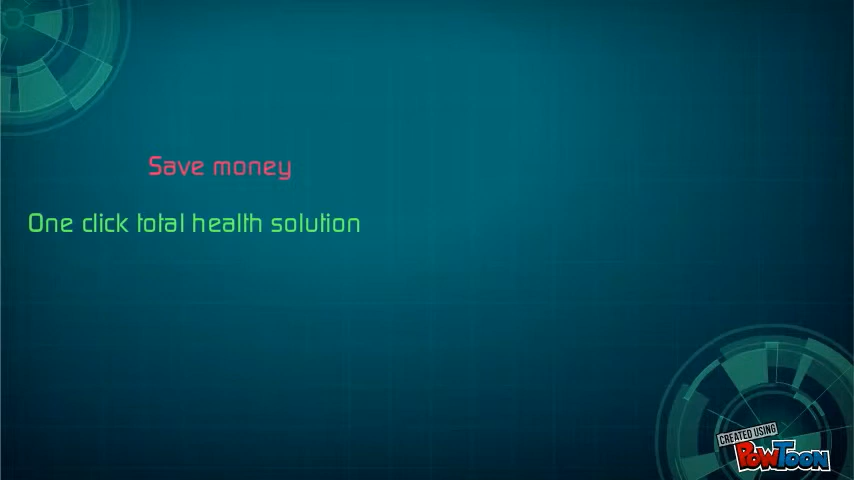 Save money
One click total health solution
CREATED USING
POWTOON